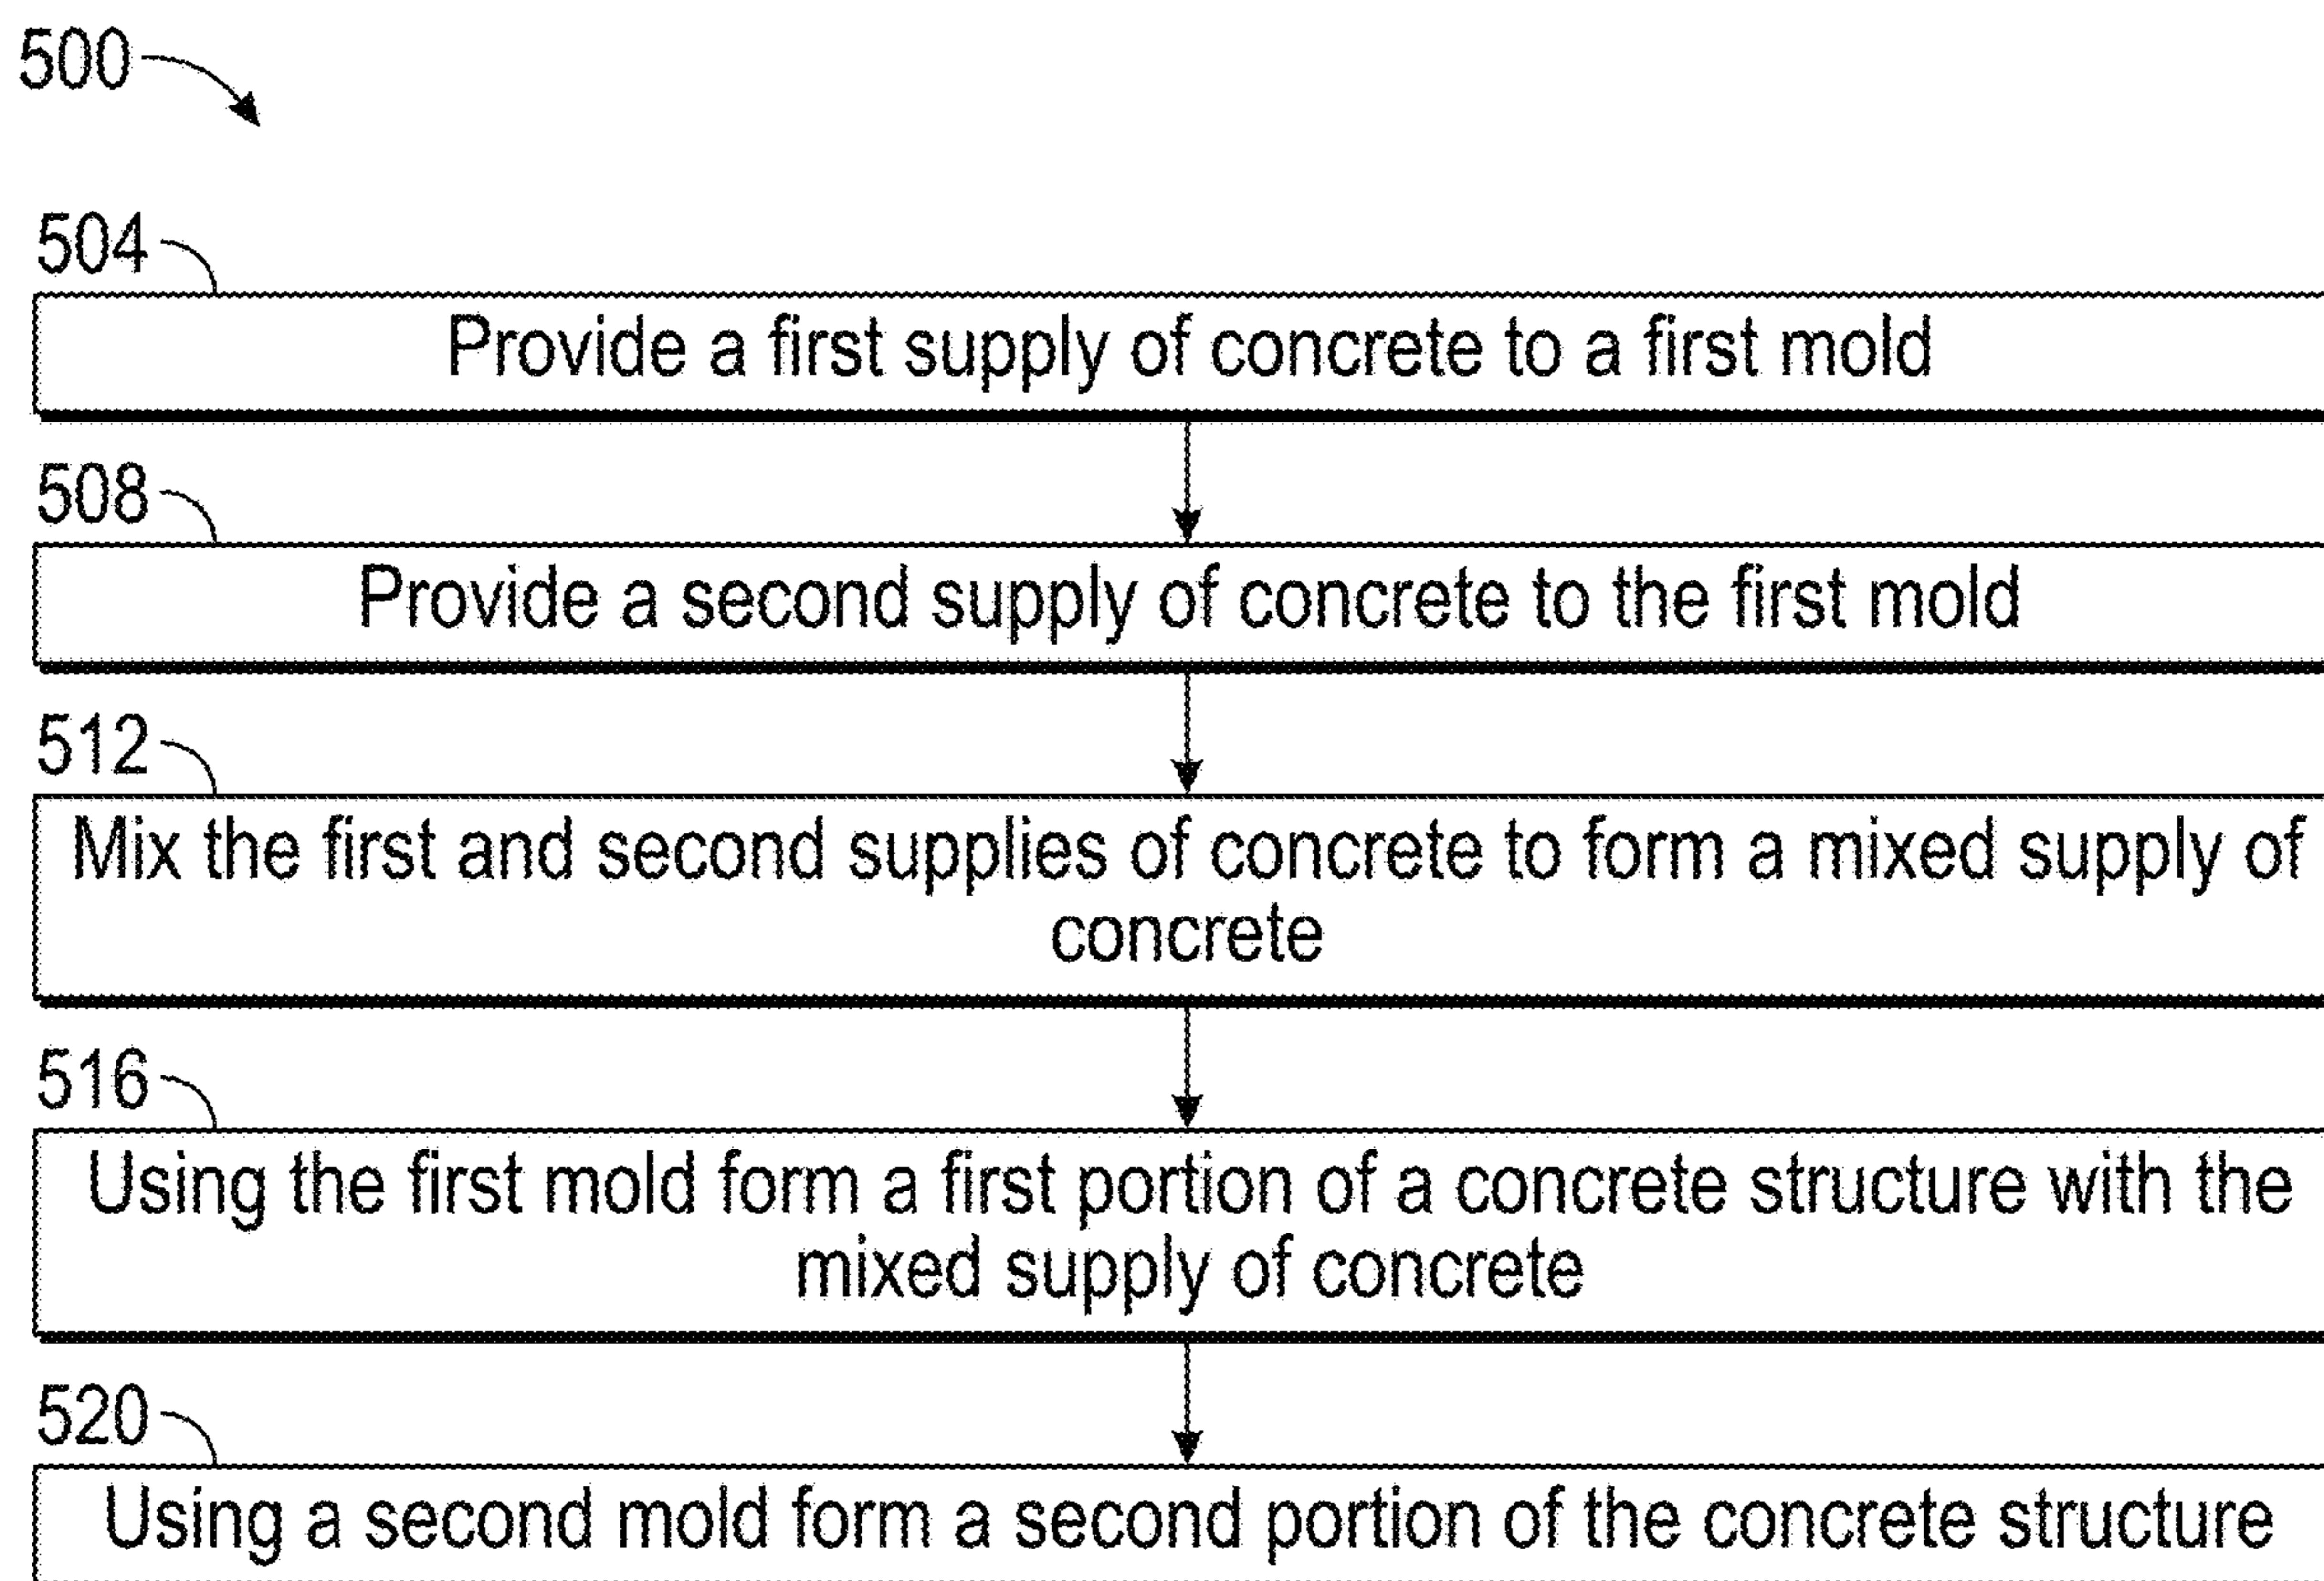 500
504
Provide a first supply of concrete to a first mold
508
Provide a second supply of concrete to the first mold
512
Mix the first and second supplies of concrete to form a mixed supply of
concrete
516
Using the first mold form a first portion of a concrete structure with the
mixed supply of concrete
520
Using a second mold form a second portion of the concrete structure